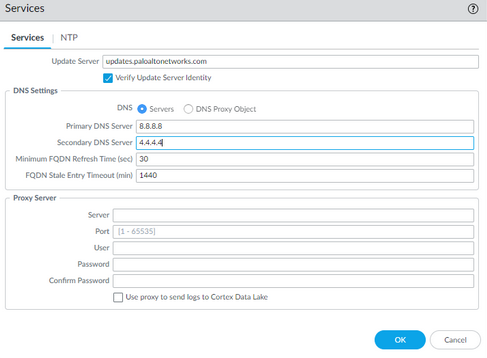 Services
Services NTP
Update Server updates.paloaltonetworks.com
Verify Update Server Identity
DNS Settings
DNS Servers DNS Proxy Object
Primary DNS Server 8.8.8.8
Secondary DNS Server 4.4.4.4
Minimum FQDN Refresh Time (sec) 30
FQDN Stale Entry Timeout (min) 1440
Proxy Server
Server
Port [1 - 65535]
User
Password
Confirm Password
Use proxy to send logs to Cortex Data Lake
OK Cancel